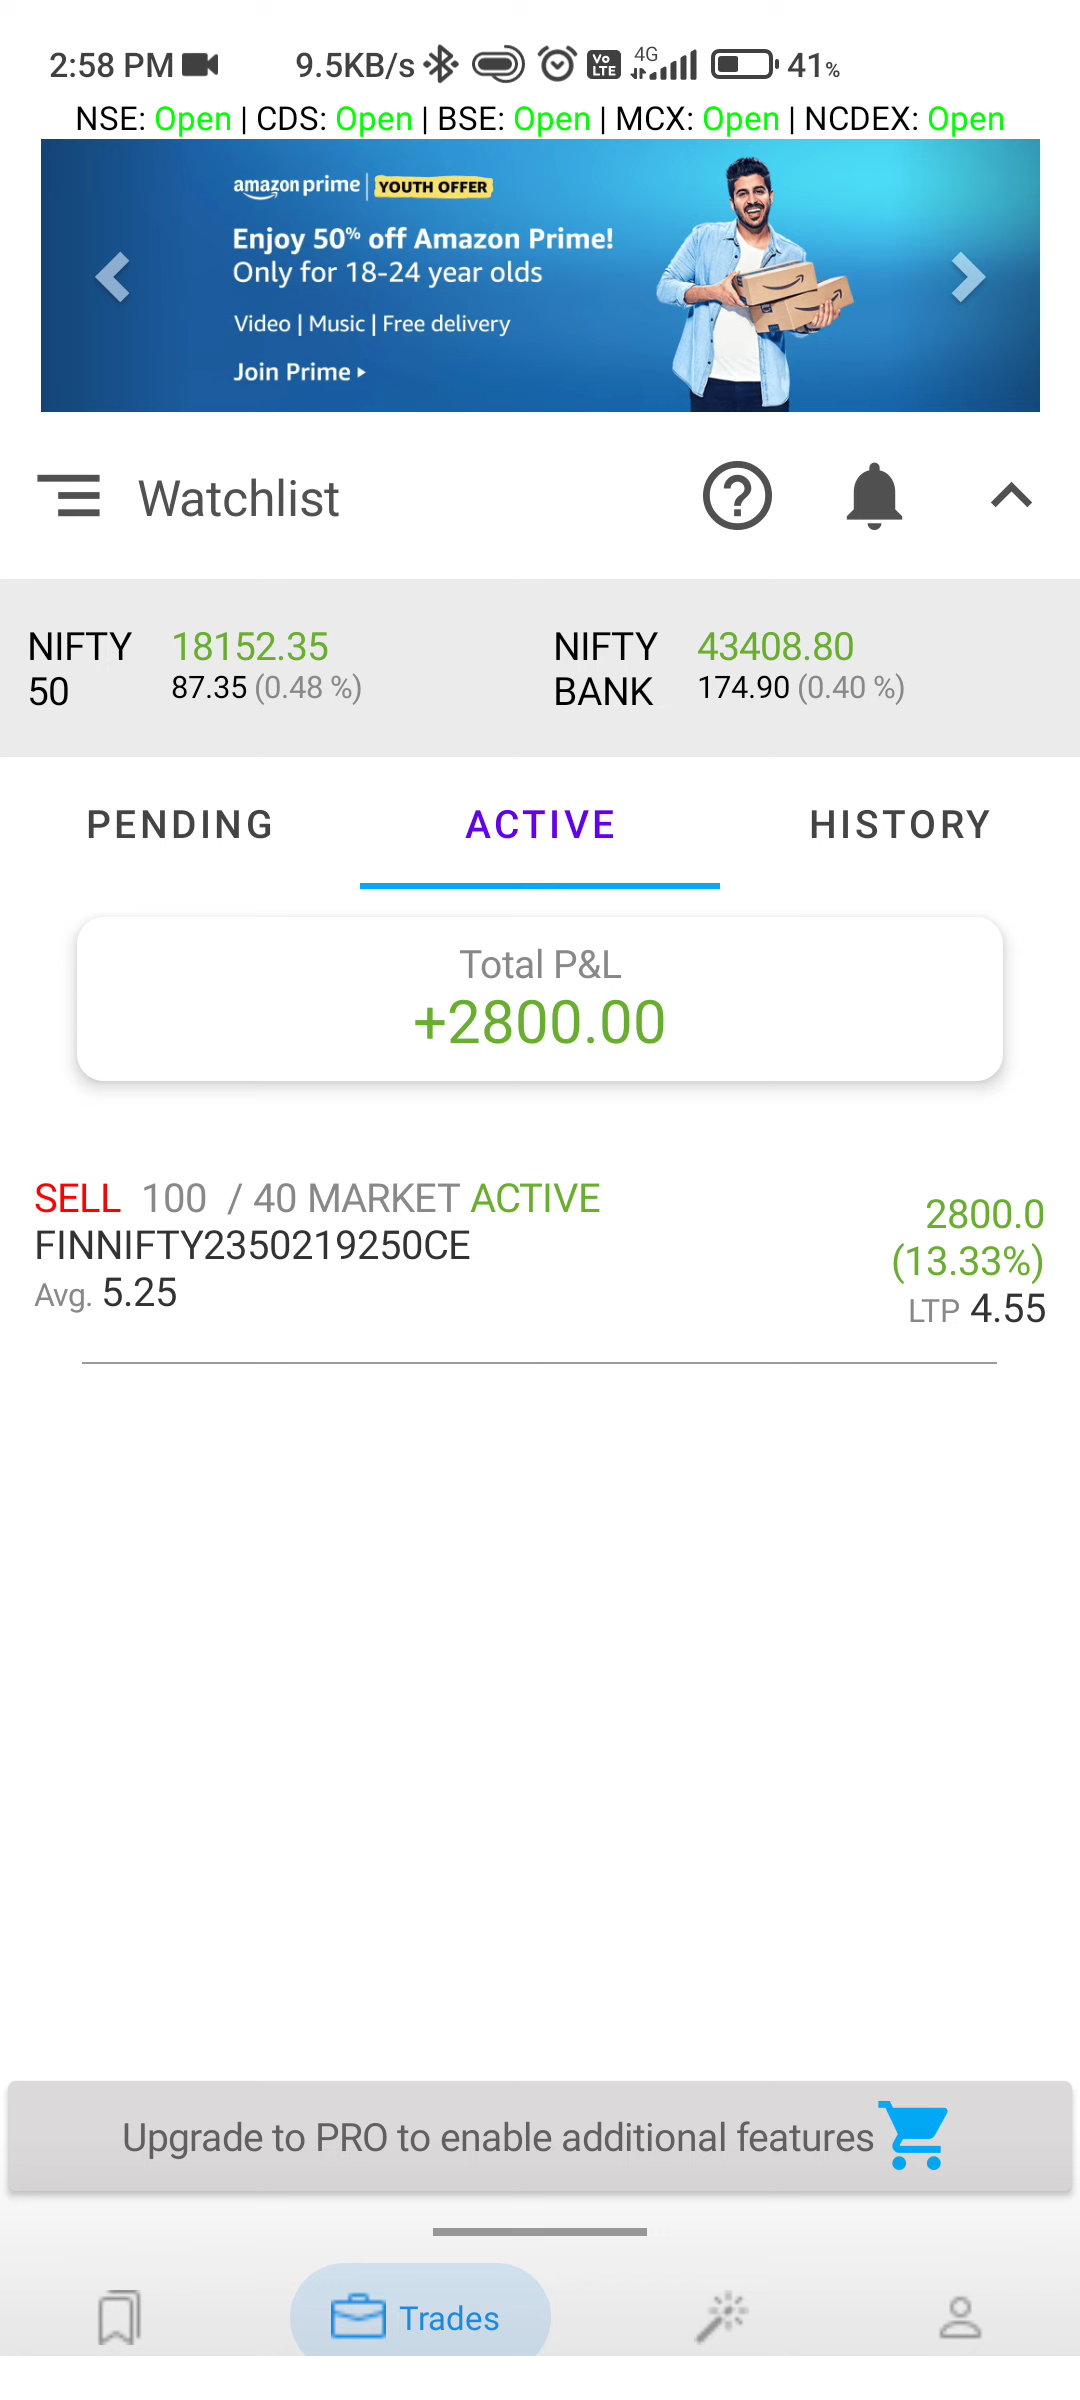 2:58 PM 9.5KB/s Vo LTE 4G 41%
NSE: Open | CDS: Open | BSE: Open | MCX: Open | NCDEX: Open
amazon prime | YOUTH OFFER
Enjoy 50% off Amazon Prime!
Only for 18-24 year olds
Video | Music | Free delivery
Join Prime
Watchlist
NIFTY 50 18152.35
87.35 (0.48 %)
NIFTY BANK 43408.80
174.90 (0.40 %)
PENDING ACTIVE HISTORY
Total P&L
+2800.00
SELL 100 / 40 MARKET ACTIVE
2800.0
FINNIFTY2350219250CE
(13.33%)
Avg. 5.25
LTP 4.55
Upgrade to PRO to enable additional features
Trades